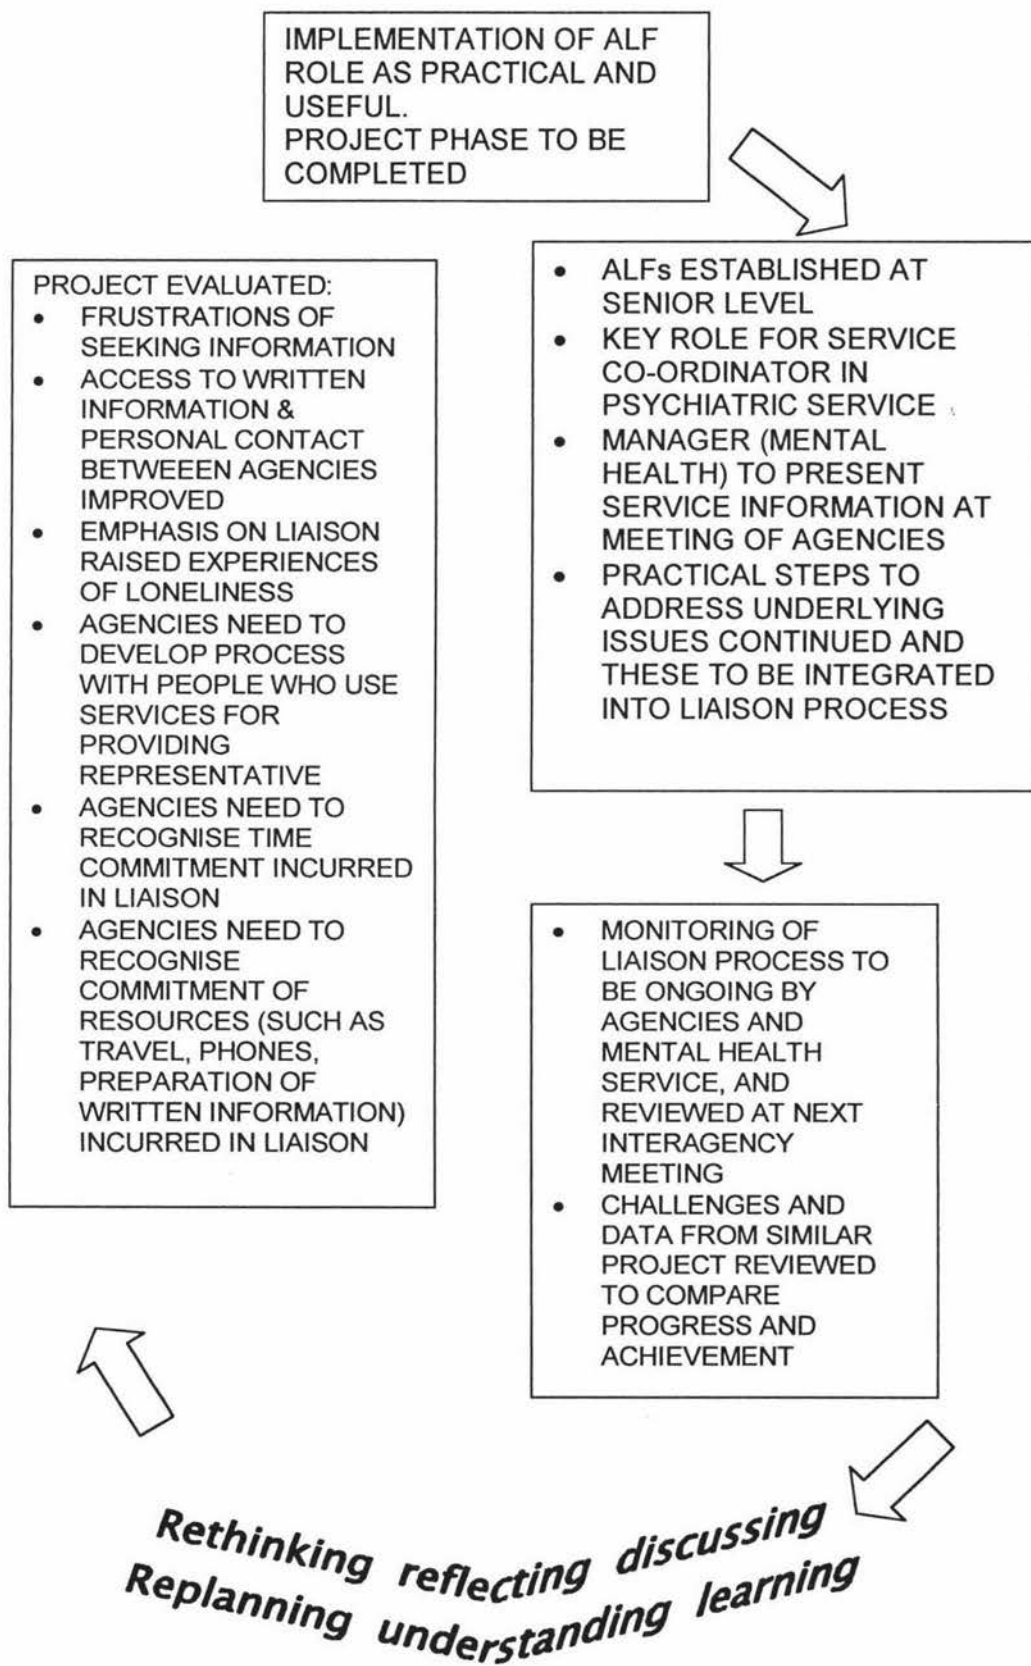 IMPLEMENTATION OF ALF
ROLE AS PRACTICAL AND
USEFUL.
PROJECT PHASE TO BE
COMPLETED
• ALFs ESTABLISHED AT
SENIOR LEVEL
• KEY ROLE FOR SERVICE
CO-ORDINATOR IN
PSYCHIATRIC SERVICE
• MANAGER (MENTAL
HEALTH) TO PRESENT
SERVICE INFORMATION AT
MEETING OF AGENCIES
• PRACTICAL STEPS TO
ADDRESS UNDERLYING
ISSUES CONTINUED AND
THESE TO BE INTEGRATED
INTO LIAISON PROCESS
• MONITORING OF
LIAISON PROCESS TO
BE ONGOING BY
AGENCIES AND
MENTAL HEALTH
SERVICE, AND
REVIEWED AT NEXT
INTERAGENCY
MEETING
• CHALLENGES AND
DATA FROM SIMILAR
PROJECT REVIEWED
TO COMPARE
PROGRESS AND
ACHIEVEMENT
Rethinking reflecting discussing
Replanning understanding learning
PROJECT EVALUATED:
• FRUSTRATIONS OF
SEEKING INFORMATION
• ACCESS TO WRITTEN
INFORMATION &
PERSONAL CONTACT
BETWEEEN AGENCIES
IMPROVED
• EMPHASIS ON LIAISON
RAISED EXPERIENCES
OF LONELINESS
• AGENCIES NEED TO
DEVELOP PROCESS
WITH PEOPLE WHO USE
SERVICES FOR
PROVIDING
REPRESENTATIVE
• AGENCIES NEED TO
RECOGNISE TIME
COMMITMENT INCURRED
IN LIAISON
• AGENCIES NEED TO
RECOGNISE
COMMITMENT OF
RESOURCES (SUCH AS
TRAVEL, PHONES,
PREPARATION OF
WRITTEN INFORMATION)
INCURRED IN LIAISON